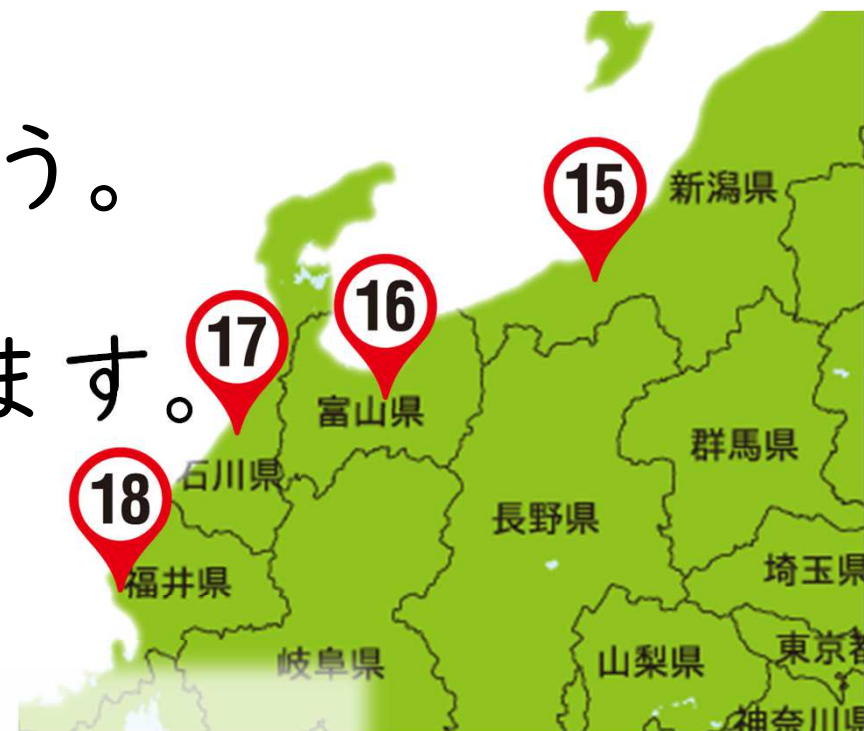 う。
ます。
15
新潟県
16
17
富山県
群馬県
石川県
18
長野県
福井県
埼玉県
岐阜県
山梨県
東京都
神奈川県